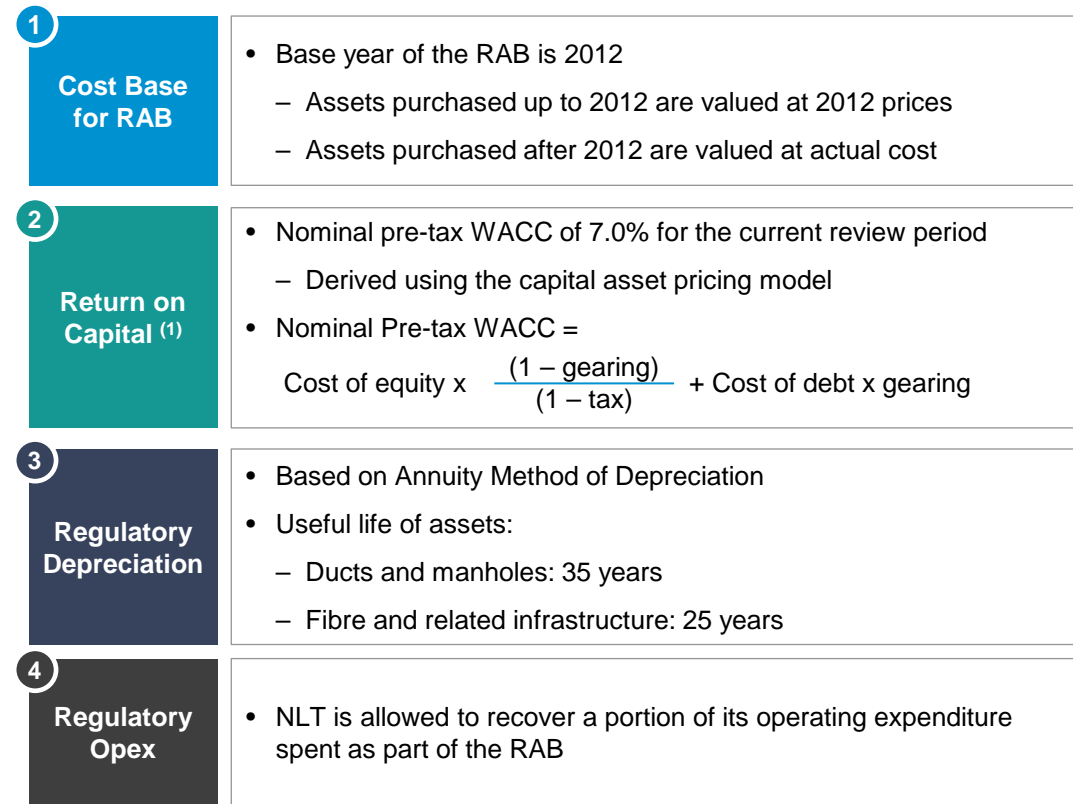 1
Cost Base
for RAB
• Base year of the RAB is 2012
– Assets purchased up to 2012 are valued at 2012 prices
– Assets purchased after 2012 are valued at actual cost
2
Return on
Capital (1)
• Nominal pre-tax WACC of 7.0% for the current review period
– Derived using the capital asset pricing model
• Nominal Pre-tax WACC =
Cost of equity x (1 – gearing) / (1 – tax) + Cost of debt x gearing
3
Regulatory
Depreciation
• Based on Annuity Method of Depreciation
• Useful life of assets:
– Ducts and manholes: 35 years
– Fibre and related infrastructure: 25 years
4
Regulatory
Opex
• NLT is allowed to recover a portion of its operating expenditure
spent as part of the RAB